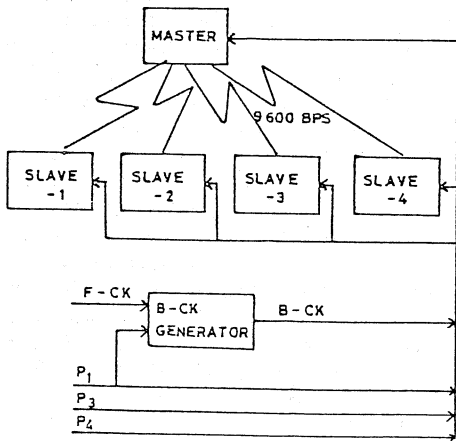 MASTER
9600 BPS
SLAVE
-1
SLAVE
-2
SLAVE
-3
SLAVE
-4
F-CK
B-CK
GENERATOR
B-CK
P1
P3
P4